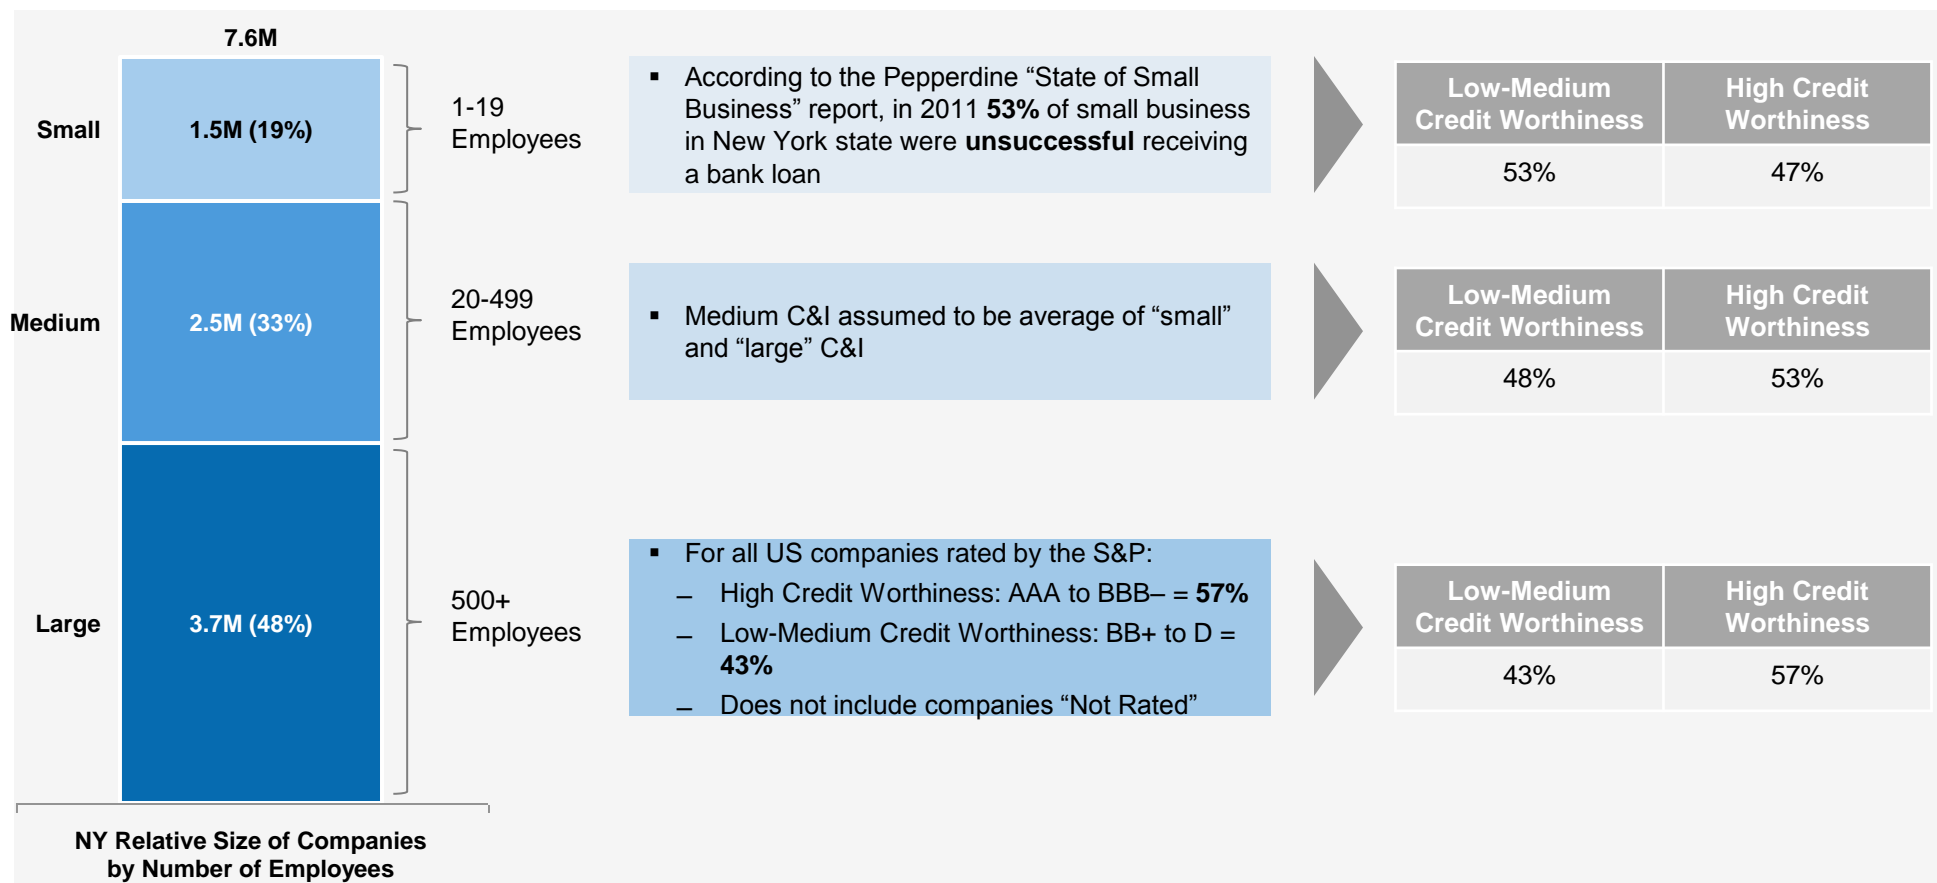 7.6M
Small
1.5M (19%)
1-19
Employees
▪ According to the Pepperdine “State of Small
Business” report, in 2011 53% of small business
in New York state were unsuccessful receiving
a bank loan
Low-Medium
Credit Worthiness
High Credit
Worthiness
53%
47%
Medium
2.5M (33%)
20-499
Employees
▪ Medium C&I assumed to be average of “small”
and “large” C&I
Low-Medium
Credit Worthiness
High Credit
Worthiness
48%
53%
Large
3.7M (48%)
500+
Employees
▪ For all US companies rated by the S&P:
– High Credit Worthiness: AAA to BBB– = 57%
– Low-Medium Credit Worthiness: BB+ to D =
43%
– Does not include companies “Not Rated”
Low-Medium
Credit Worthiness
High Credit
Worthiness
43%
57%
NY Relative Size of Companies
by Number of Employees